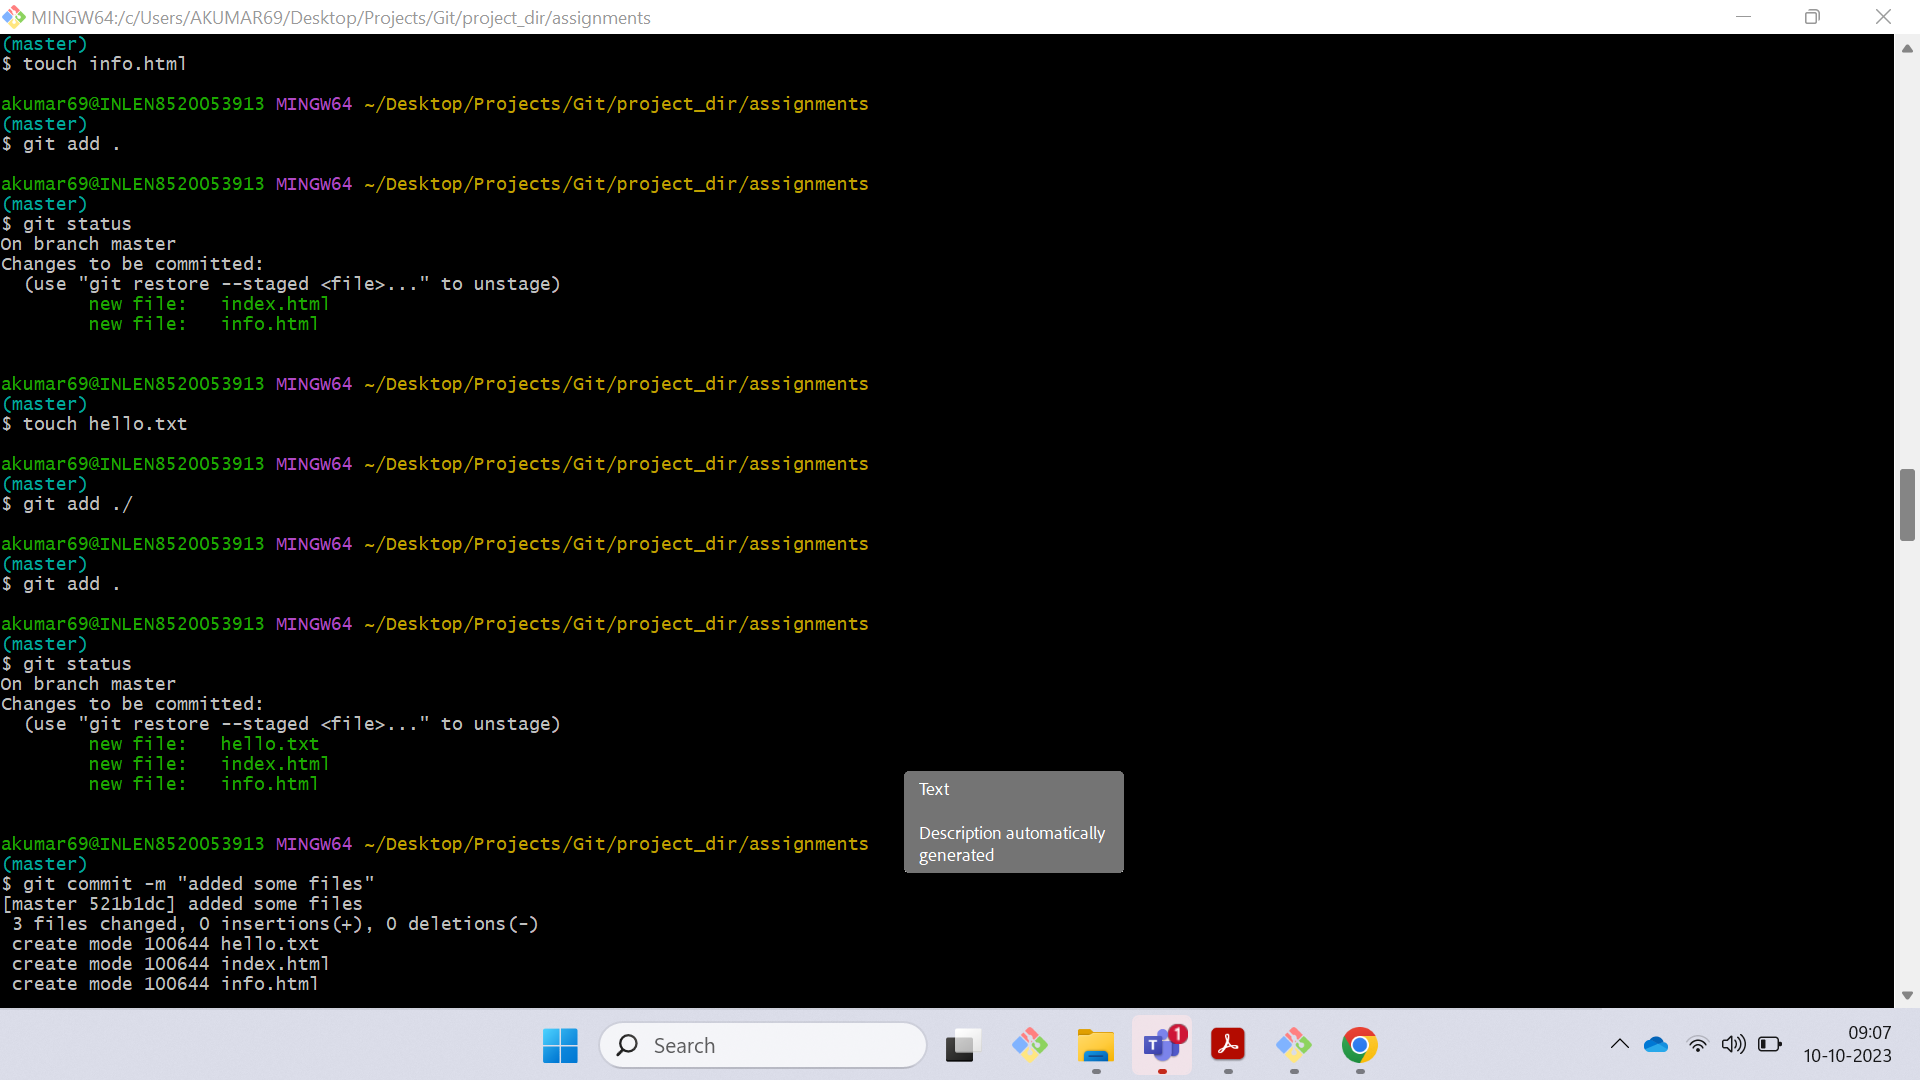 MINGW64:/c/Users/AKUMAR69/Desktop/Projects/Git/project_dir/assignments
(master)
$ touch info.html
akumar69@INLEN8520053913 MINGW64 ~/Desktop/Projects/Git/project_dir/assignments
(master)
$ git add .
akumar69@INLEN8520053913 MINGW64 ~/Desktop/Projects/Git/project_dir/assignments
(master)
$ git status
On branch master
Changes to be committed:
  (use "git restore --staged <file>..." to unstage)
        new file:   index.html
        new file:   info.html
akumar69@INLEN8520053913 MINGW64 ~/Desktop/Projects/Git/project_dir/assignments
(master)
$ touch hello.txt
akumar69@INLEN8520053913 MINGW64 ~/Desktop/Projects/Git/project_dir/assignments
(master)
$ git add ./
akumar69@INLEN8520053913 MINGW64 ~/Desktop/Projects/Git/project_dir/assignments
(master)
$ git add .
akumar69@INLEN8520053913 MINGW64 ~/Desktop/Projects/Git/project_dir/assignments
(master)
$ git status
On branch master
Changes to be committed:
  (use "git restore --staged <file>..." to unstage)
        new file:   hello.txt
        new file:   index.html
        new file:   info.html
akumar69@INLEN8520053913 MINGW64 ~/Desktop/Projects/Git/project_dir/assignments
(master)
$ git commit -m "added some files"
[master 521b1dc] added some files
 3 files changed, 0 insertions(+), 0 deletions(-)
 create mode 100644 hello.txt
 create mode 100644 index.html
 create mode 100644 info.html
Text
Description automatically
generated
Search
T
1
09:07
10-10-2023